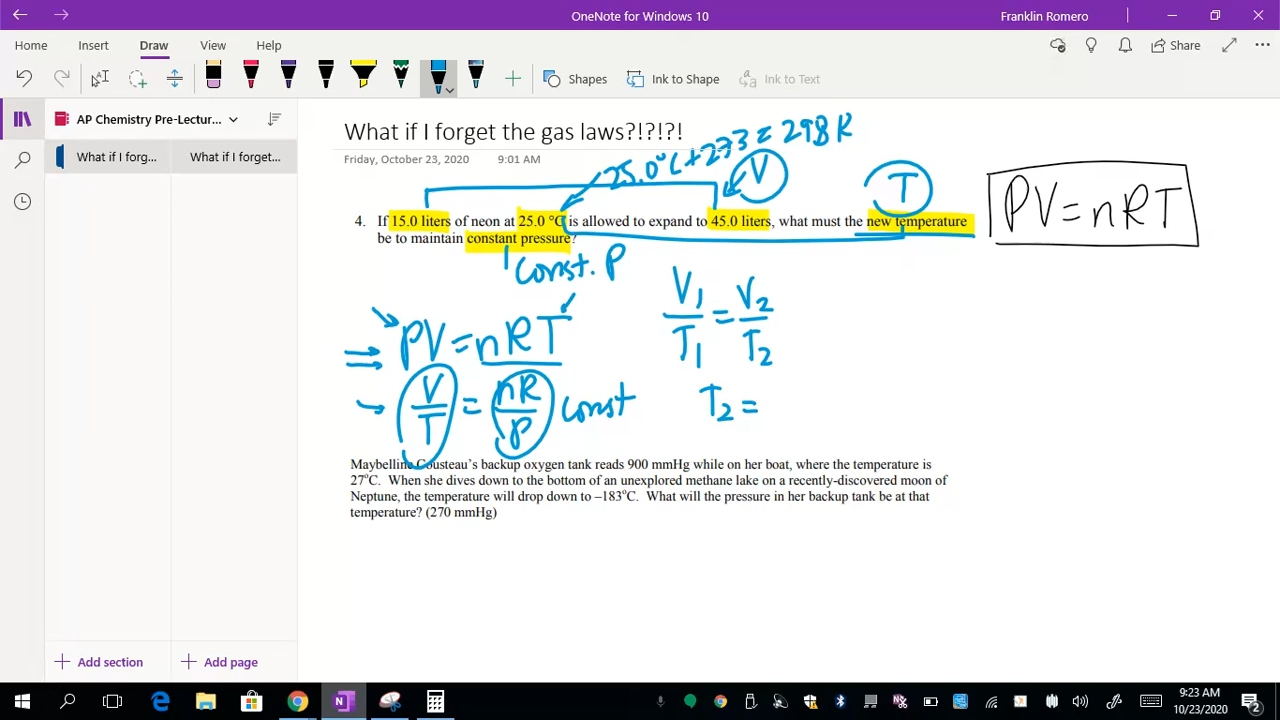 OneNote for Windows 10
Franklin Romero
Home Insert Draw View Help
Share
Shapes Ink to Shape Ink to Text
AP Chemistry Pre-Lectur...
What if I forg... What if I forget...
What if I forget the gas laws?!?!?!
Friday, October 23, 2020 9:01 AM
25.0°C+273=298K
V
T
PV=nRT
4. If 15.0 liters of neon at 25.0 °C is allowed to expand to 45.0 liters, what must the new temperature
be to maintain constant pressure?
const. P
PV=nRT
V/T = nR/P const
V1/T1 = V2/T2
T2 =
Maybelline Cousteau's backup oxygen tank reads 900 mmHg while on her boat, where the temperature is
27°C. When she dives down to the bottom of an unexplored methane lake on a recently-discovered moon of
Neptune, the temperature will drop down to –183°C. What will the pressure in her backup tank be at that
temperature? (270 mmHg)
Add section Add page
9:23 AM
10/23/2020
2